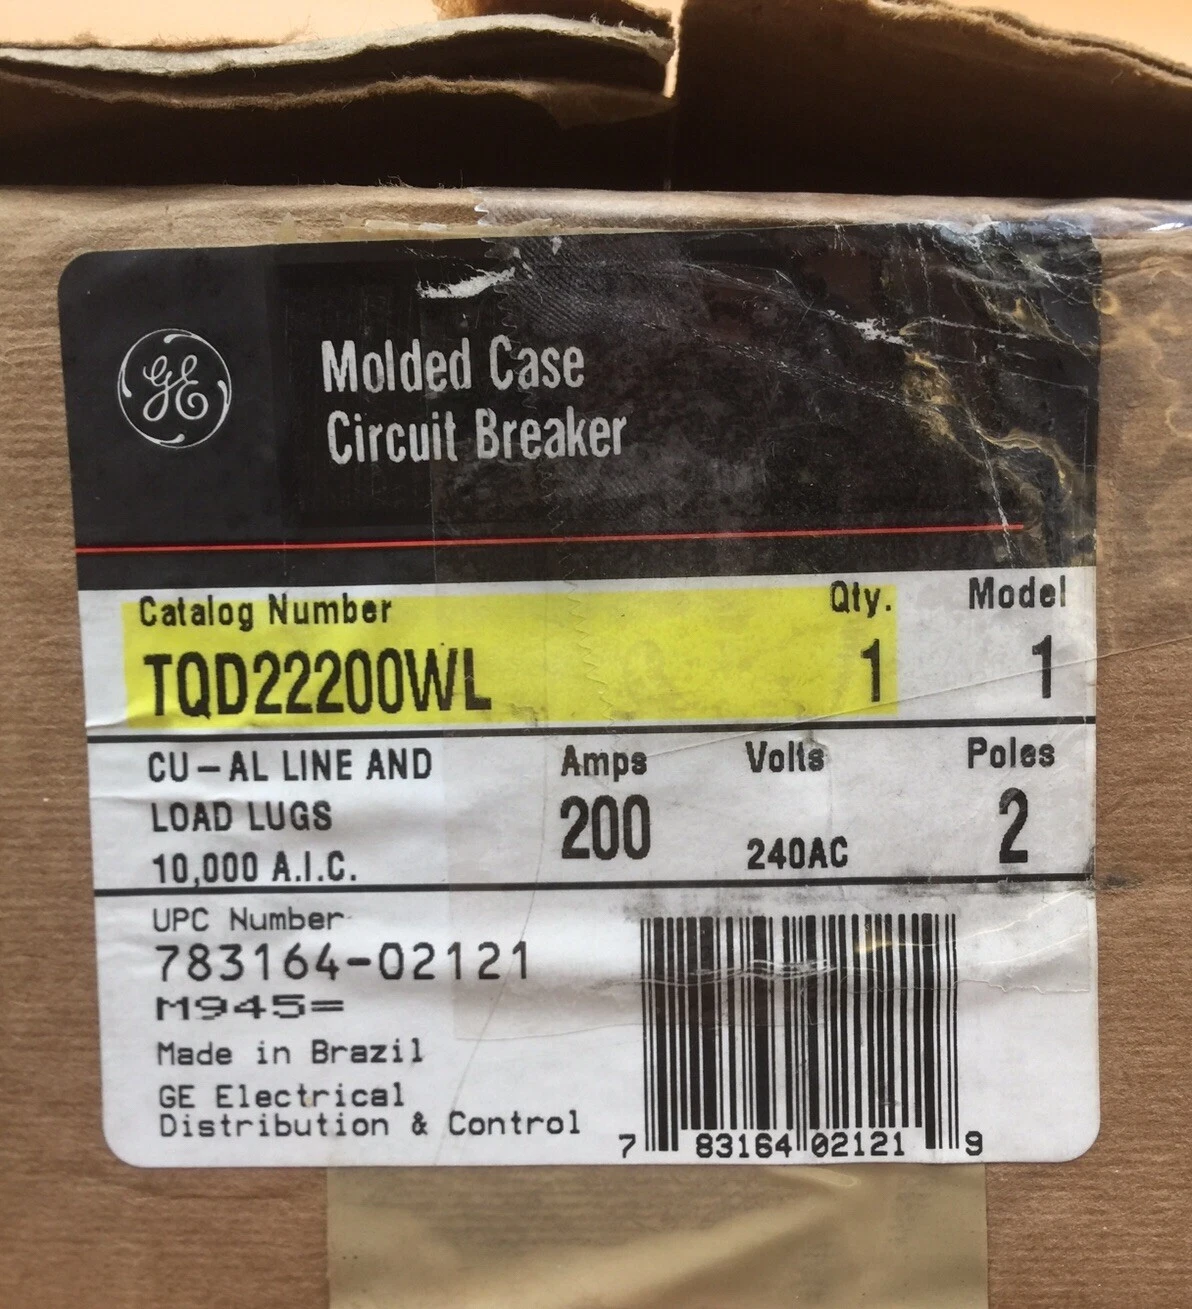 GE
Molded Case
Circuit Breaker
Catalog Number Qty. Model
TQD22200WL 1 1
CU-AL LINE AND
LOAD LUGS
10,000 A.I.C.
Amps Volts Poles
200 240AC 2
UPC Number
783164-02121
M945=
Made in Brazil
GE Electrical
Distribution & Control
7 83164 02121 9